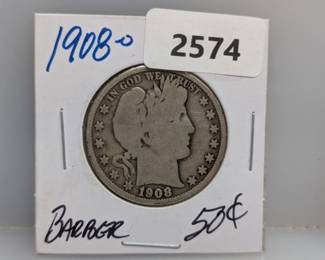 1908-o
2574
IN GOD WE TRUST
1908
BARBER
50¢